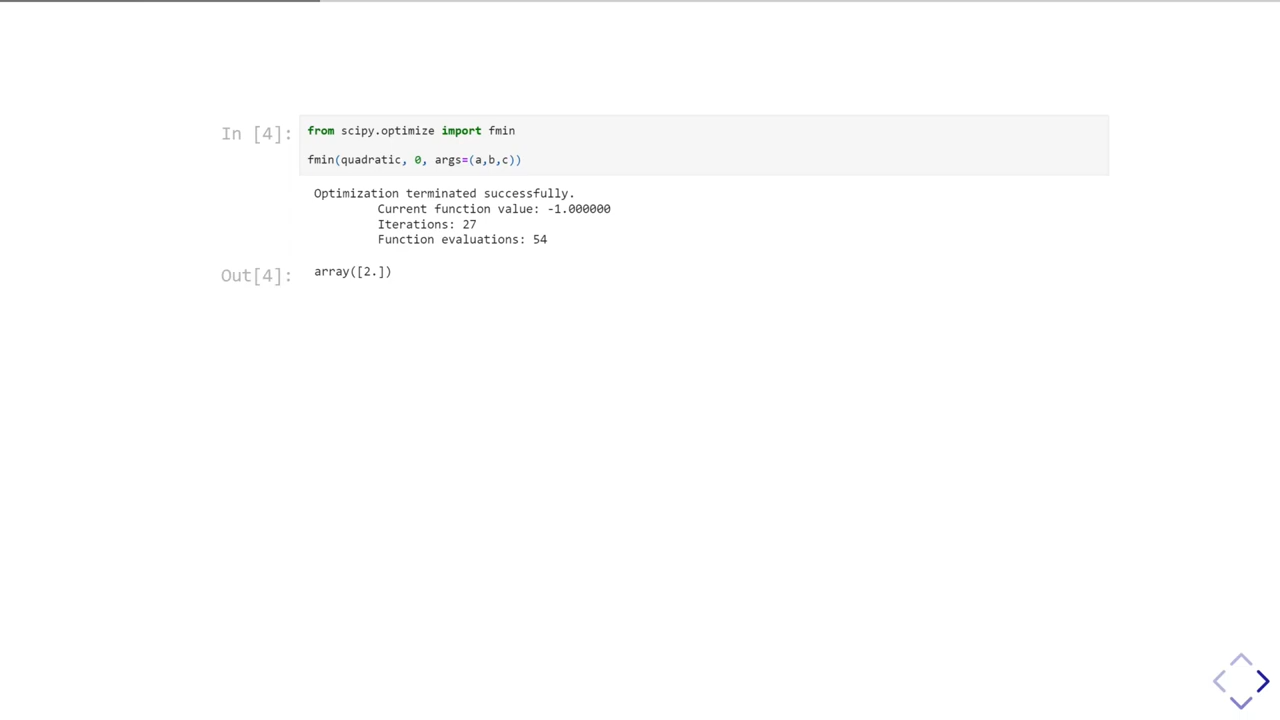 In [4]:
from scipy.optimize import fmin
fmin(quadratic, 0, args=(a,b,c))
Optimization terminated successfully.
Current function value: -1.000000
Iterations: 27
Function evaluations: 54
Out[4]:
array([2.])